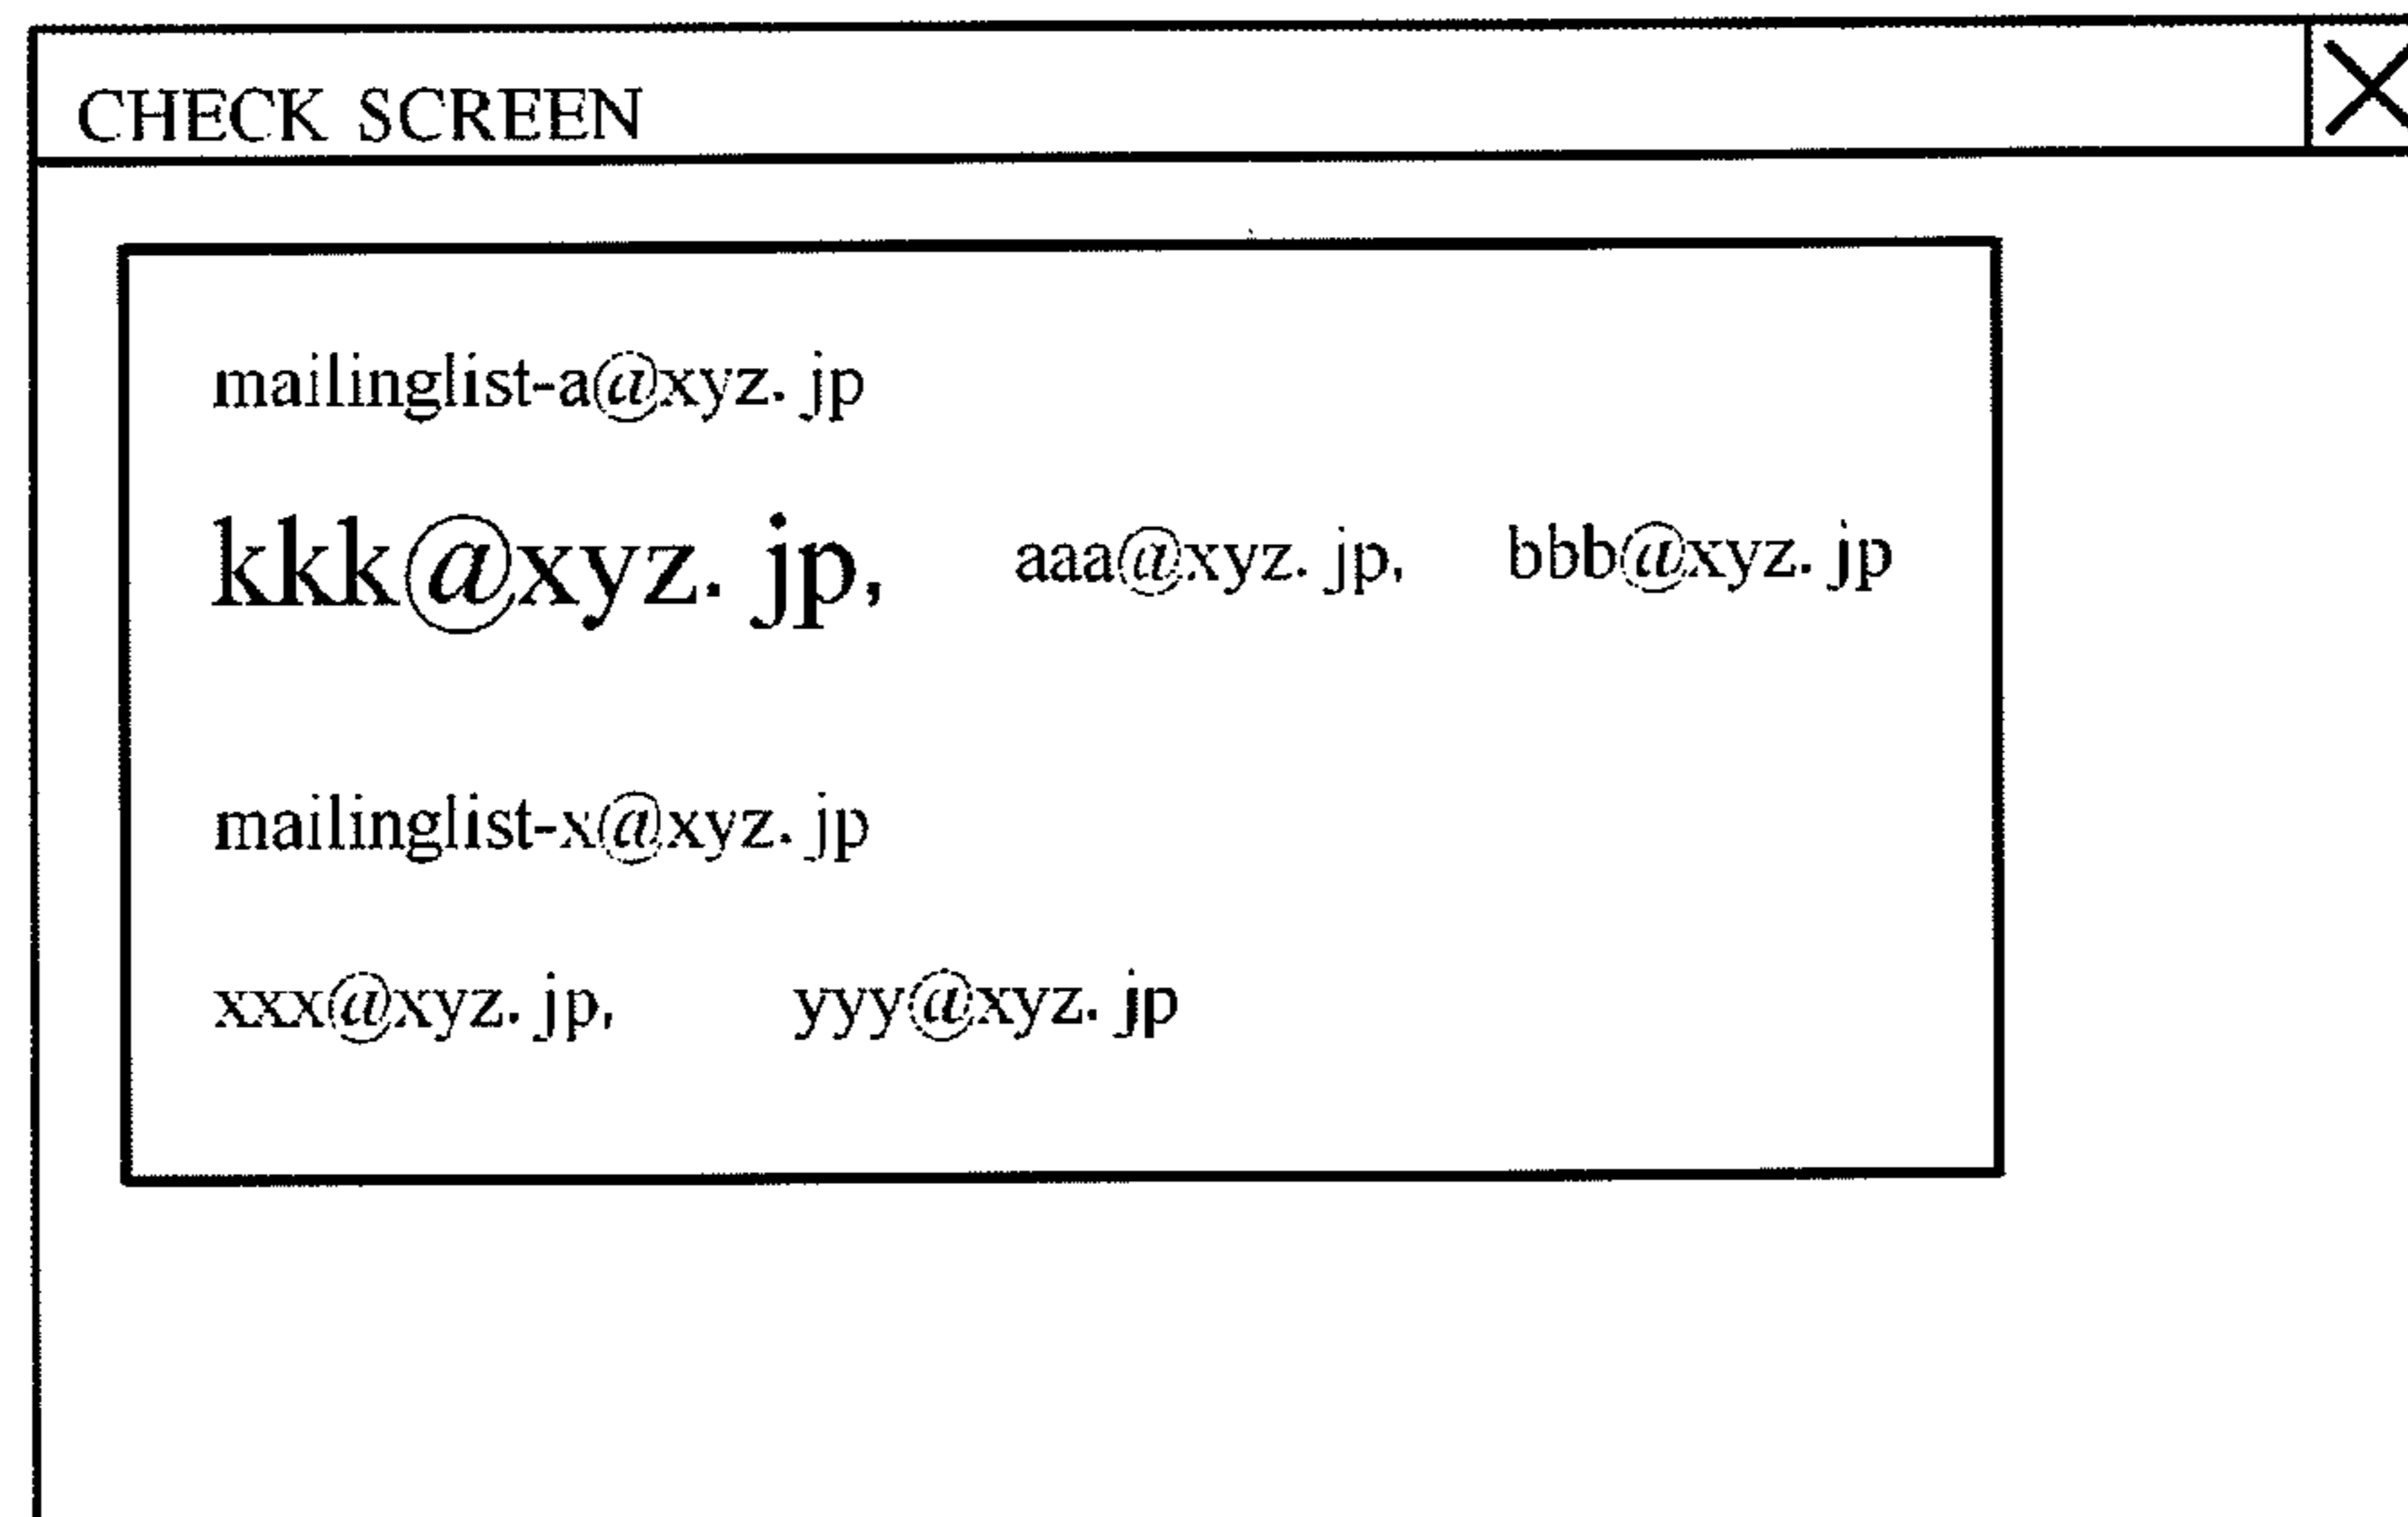 CHECK SCREEN
mailinglist-a@xyz. jp
kkk@xyz. jp, aaa@xyz. jp, bbb@xyz. jp
mailinglist-x@xyz. jp
xxx@xyz. jp, yyy@xyz. jp